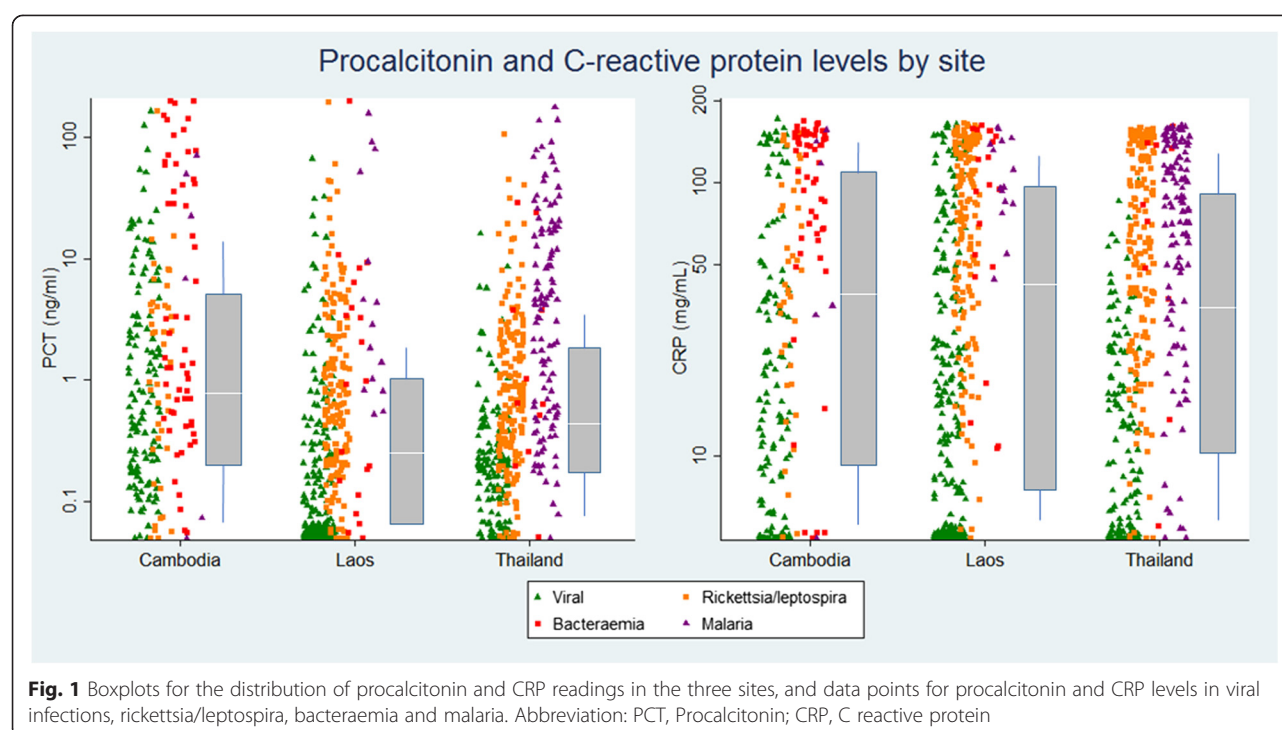 Procalcitonin and C-reactive protein levels by site
PCT (ng/ml)
100
10
1
0.1
Cambodia
Laos
Thailand
CRP (mg/mL)
200
100
50
10
Cambodia
Laos
Thailand
Viral
Rickettsia/leptospira
Bacteraemia
Malaria
Fig. 1 Boxplots for the distribution of procalcitonin and CRP readings in the three sites, and data points for procalcitonin and CRP levels in viral
infections, rickettsia/leptospira, bacteraemia and malaria. Abbreviation: PCT, Procalcitonin; CRP, C reactive protein